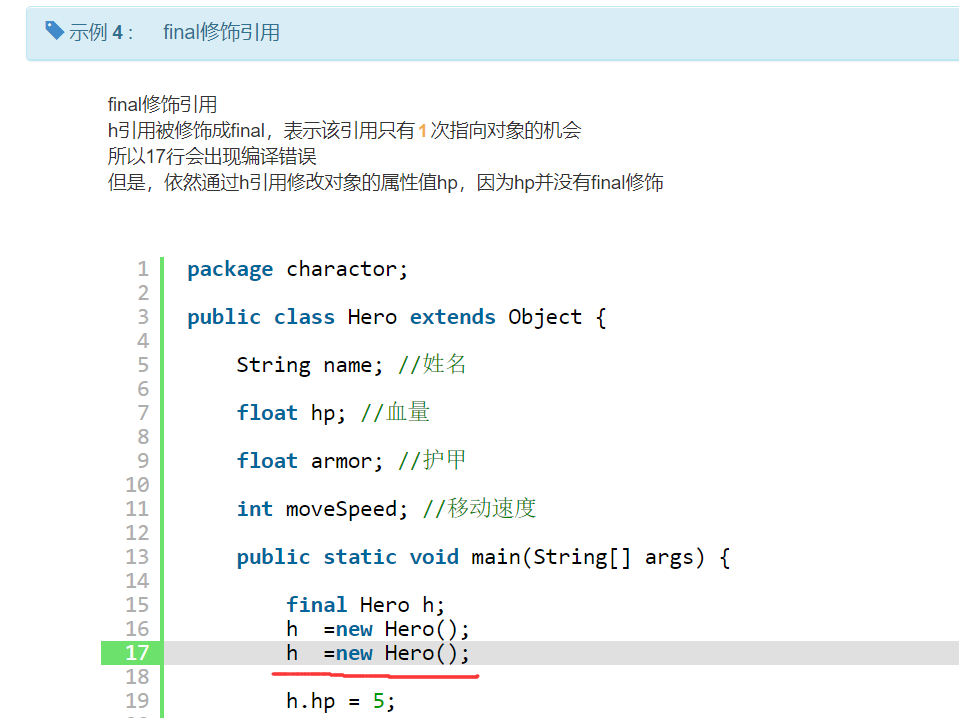 示例 4 : final修饰引用
final修饰引用
h引用被修饰成final，表示该引用只有1次指向对象的机会
所以17行会出现编译错误
但是，依然通过h引用修改对象的属性值hp，因为hp并没有final修饰
1 package charactor;
2
3 public class Hero extends Object {
4
5 String name; //姓名
6
7 float hp; //血量
8
9 float armor; //护甲
10
11 int moveSpeed; //移动速度
12
13 public static void main(String[] args) {
14
15 final Hero h;
16 h  =new Hero();
17 h  =new Hero();
18
19 h.hp = 5;